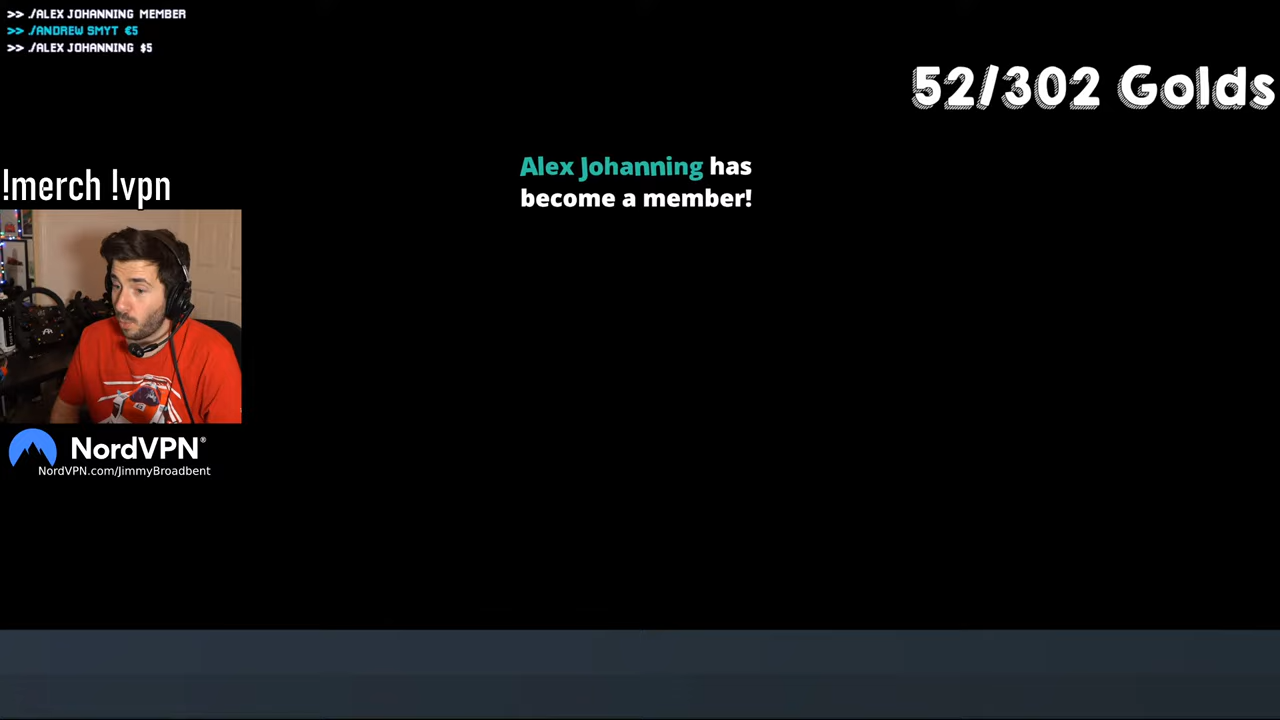 >> ./ALEX JOHANNING MEMBER
>> ./ANDREW SMYT €5
>> ./ALEX JOHANNING $5
52/302 Golds
Alex Johanning has
become a member!
!merch !vpn
NordVPN®
NordVPN.com/JimmyBroadbent